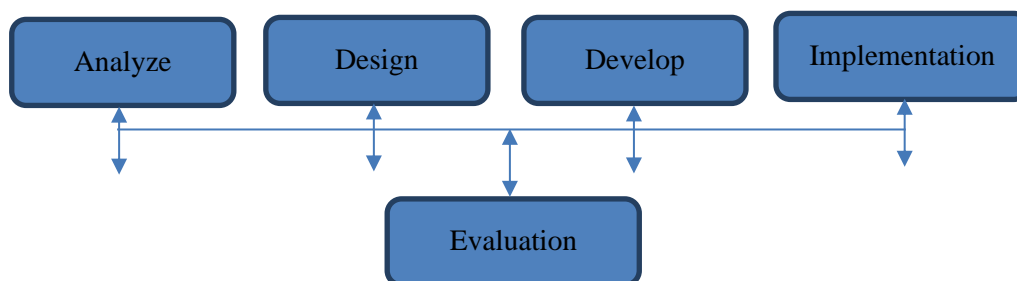 Analyze
Design
Develop
Implementation
Evaluation